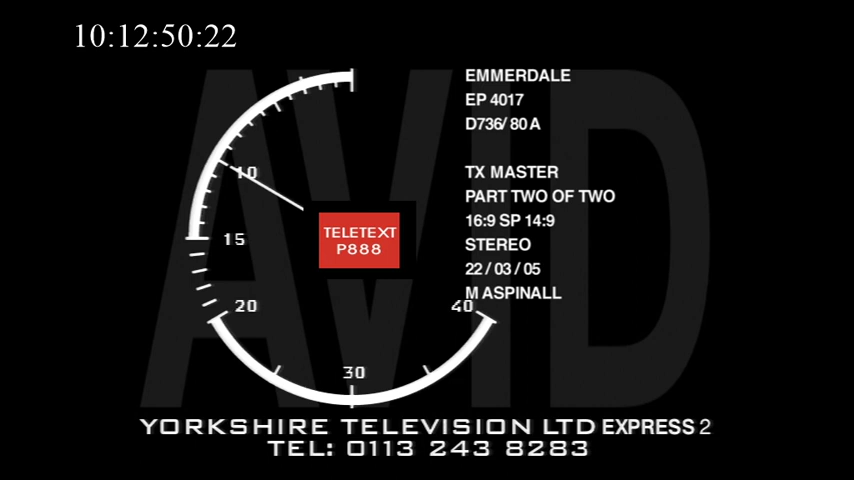 10:12:50:22
AVID
EMMERDALE
EP 4017
D736/ 80 A
TX MASTER
PART TWO OF TWO
16:9 SP 14:9
STEREO
22 / 03 / 05
M ASPINALL
10
15
20
30
40
TELETEXT
P888
YORKSHIRE TELEVISION LTD EXPRESS 2
TEL: 0113 243 8283